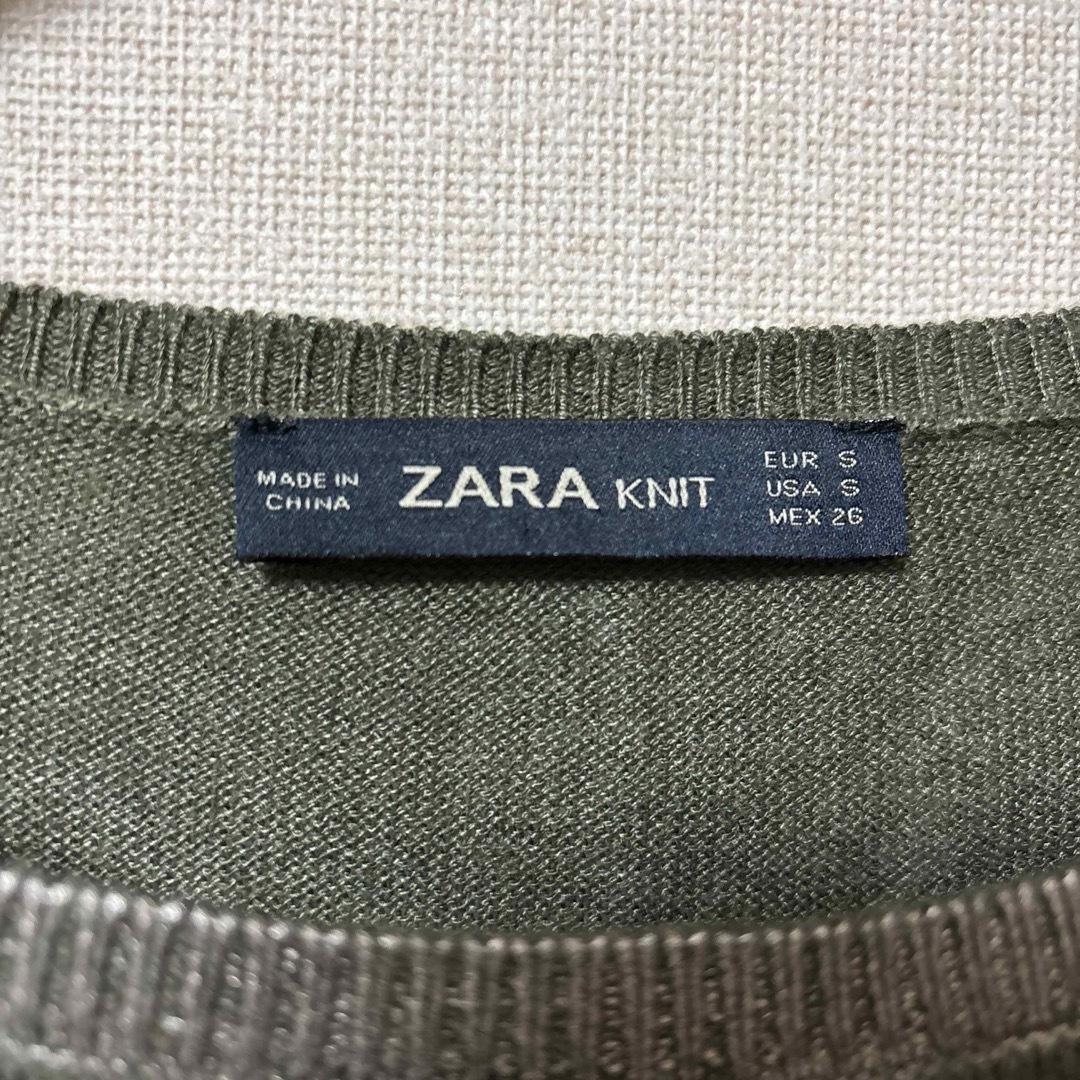 MADE IN
CHINA
ZARA KNIT
EUR S
USA S
MEX 26